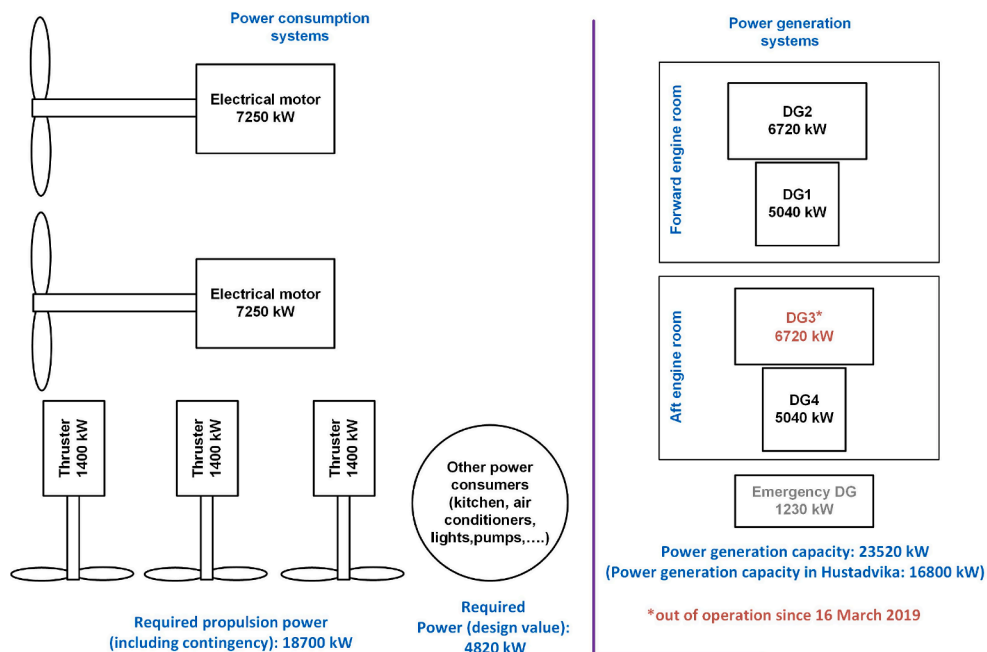 Power consumption
systems
Electrical motor
7250 kW
Electrical motor
7250 kW
Thruster
1400 kW
Thruster
1400 kW
Thruster
1400 kW
Other power
consumers
(kitchen, air
conditioners,
lights,pumps,....)
Required propulsion power
(including contingency): 18700 kW
Required
Power (design value):
4820 kW
Power generation
systems
Forward engine room
DG2
6720 kW
DG1
5040 kW
Aft engine room
DG3*
6720 kW
DG4
5040 kW
Emergency DG
1230 kW
Power generation capacity: 23520 kW
(Power generation capacity in Hustadvika: 16800 kW)
*out of operation since 16 March 2019